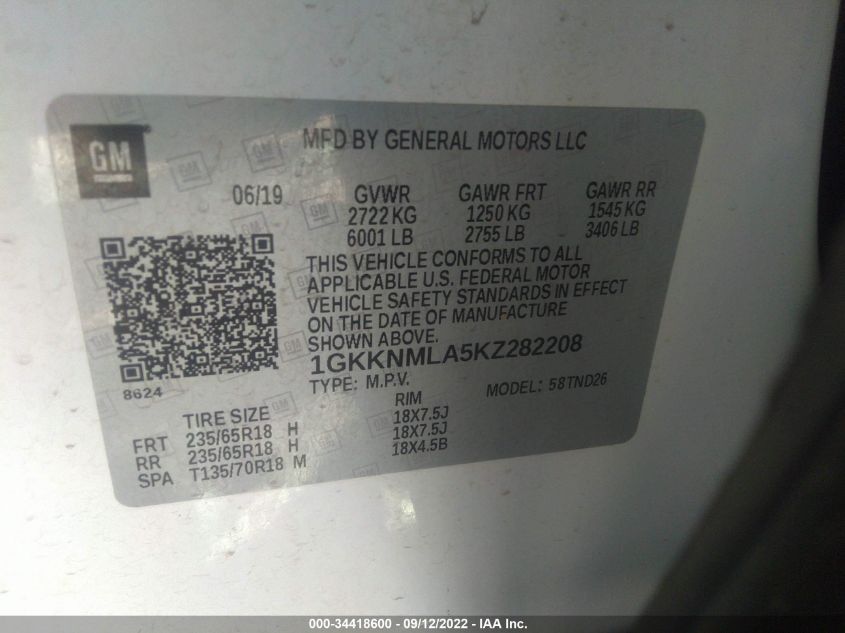 GM
MFD BY GENERAL MOTORS LLC
06/19 GVWR GAWR FRT GAWR RR
2722 KG 1250 KG 1545 KG
6001 LB 2755 LB 3406 LB
THIS VEHICLE CONFORMS TO ALL
APPLICABLE U.S. FEDERAL MOTOR
VEHICLE SAFETY STANDARDS IN EFFECT
ON THE DATE OF MANUFACTURE
SHOWN ABOVE.
1GKKNMLA5KZ282208
8624
TYPE: M.P.V. MODEL: 58TND26
TIRE SIZE RIM
FRT 235/65R18 H 18X7.5J
RR 235/65R18 H 18X7.5J
SPA T135/70R18 M 18X4.5B
000-34418600 - 09/12/2022 - IAA Inc.